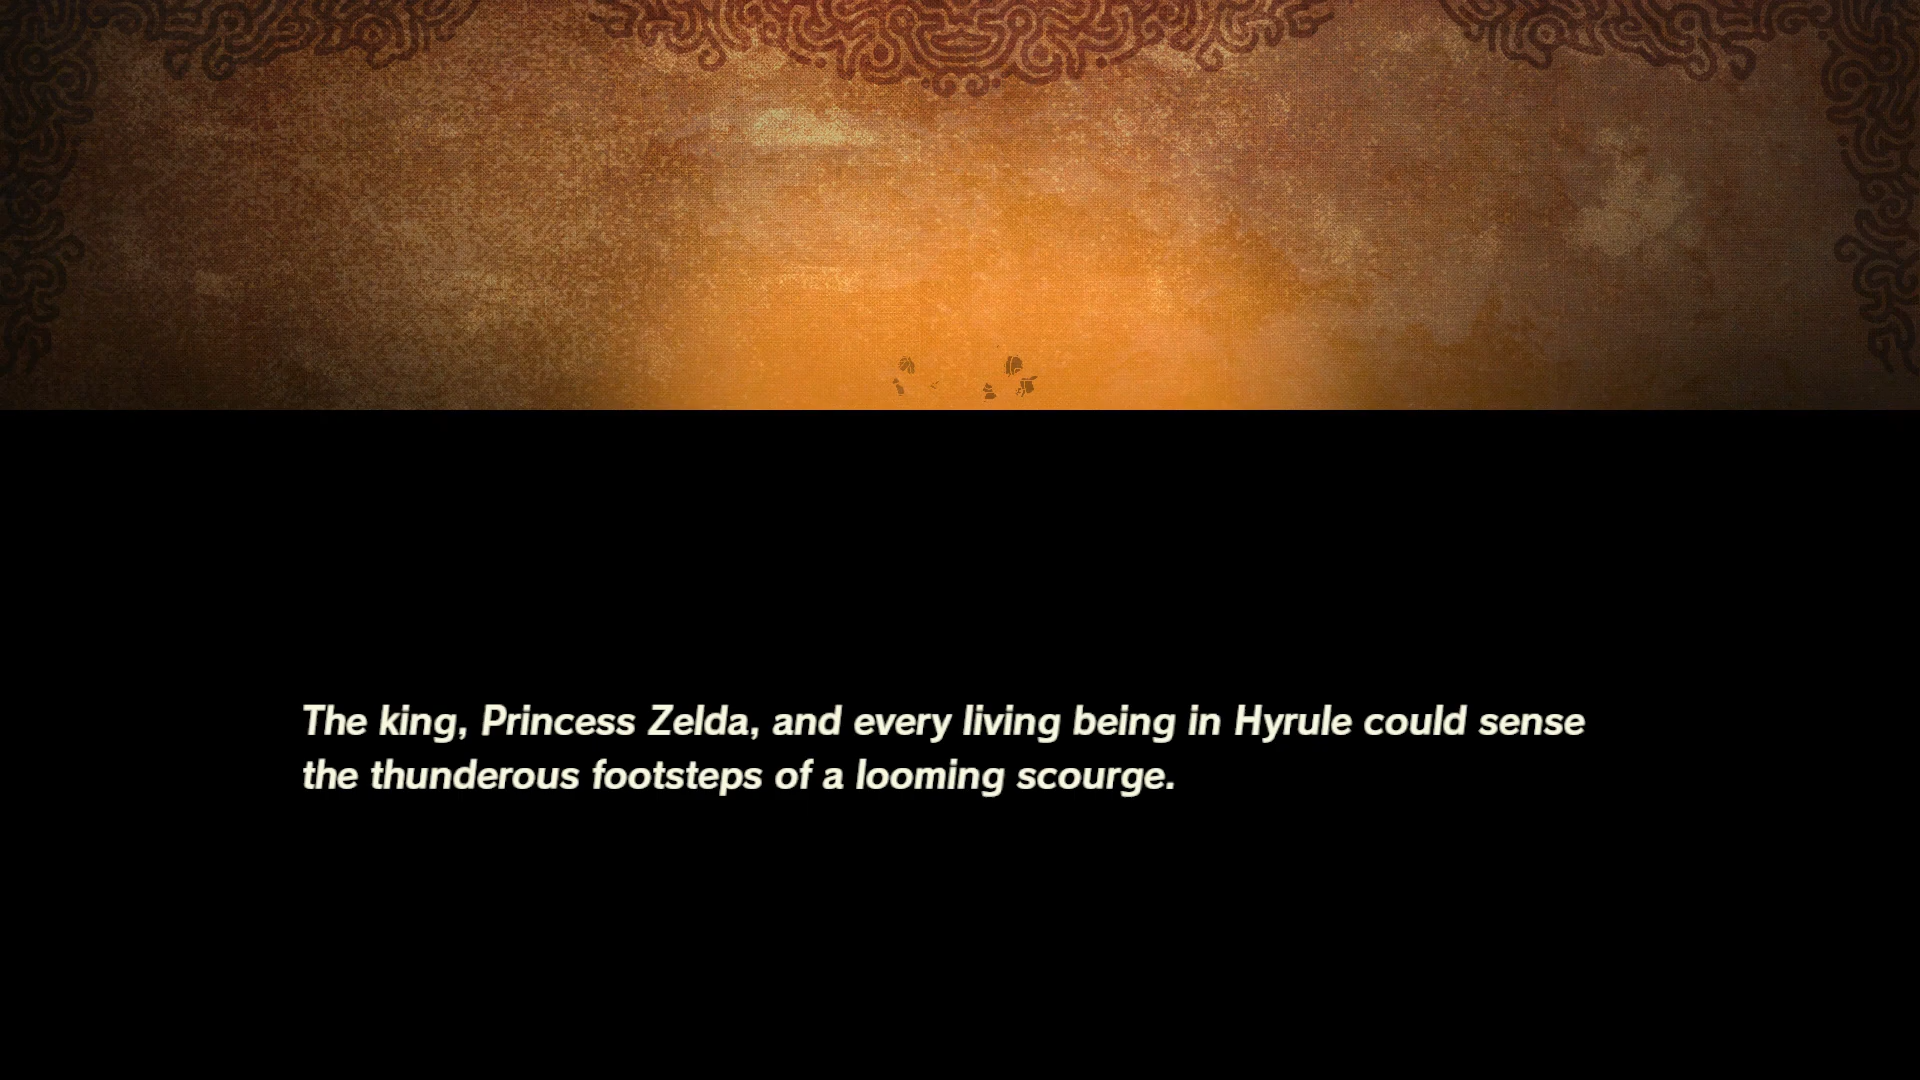 The king, Princess Zelda, and every living being in Hyrule could sense
the thunderous footsteps of a looming scourge.